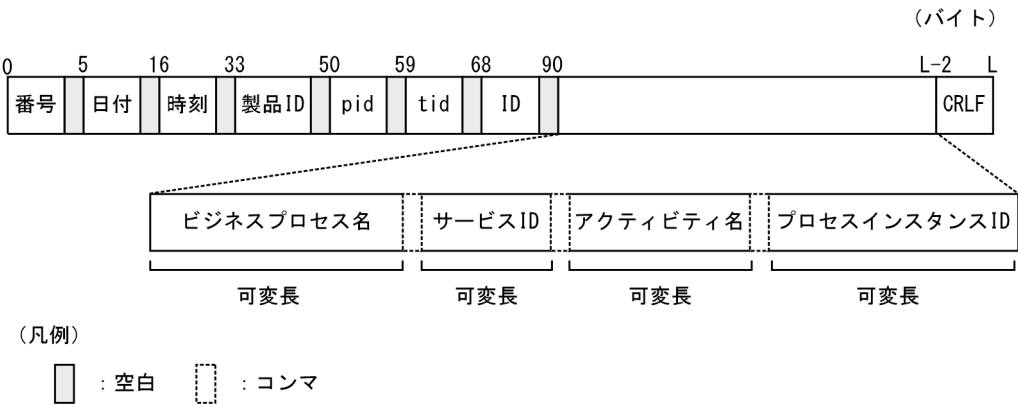 （バイト）
0 5 16 33 50 59 68 90 L-2 L
番号 日付 時刻 製品ID pid tid ID CRLF
ビジネスプロセス名 サービスID アクティビティ名 プロセスインスタンスID
可変長 可変長 可変長 可変長
（凡例）
：空白 ：コンマ